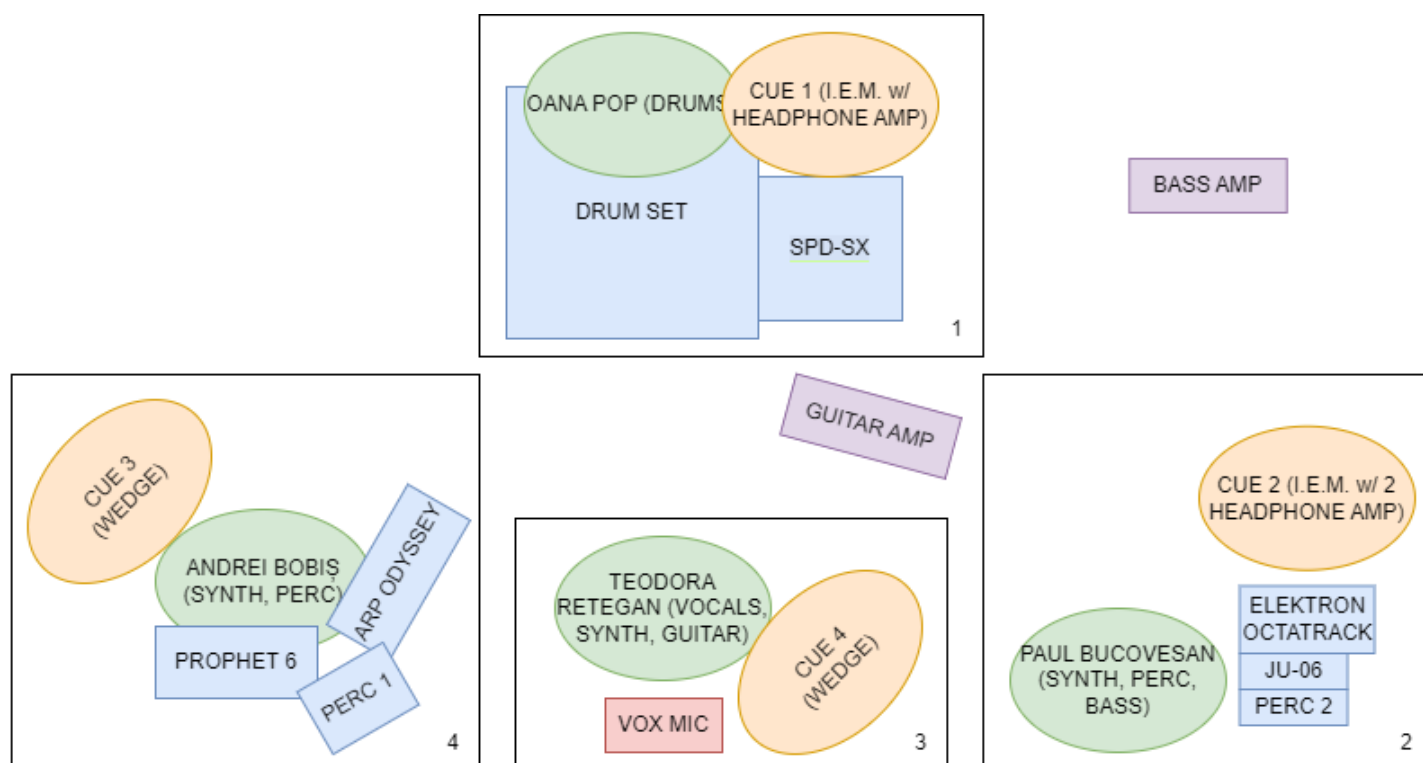 OANA POP (DRUMS
CUE 1 (I.E.M. w/
HEADPHONE AMP)
DRUM SET
SPD-SX
1
BASS AMP
GUITAR AMP
CUE 3
(WEDGE)
ANDREI BOBIȘ
(SYNTH, PERC)
ARP ODYSSEY
PROPHET 6
PERC 1
4
TEODORA
RETEGAN (VOCALS,
SYNTH, GUITAR)
CUE 4
(WEDGE)
VOX MIC
3
CUE 2 (I.E.M. w/ 2
HEADPHONE AMP)
PAUL BUCOVESAN
(SYNTH, PERC,
BASS)
ELEKTRON
OCTATRACK
JU-06
PERC 2
2